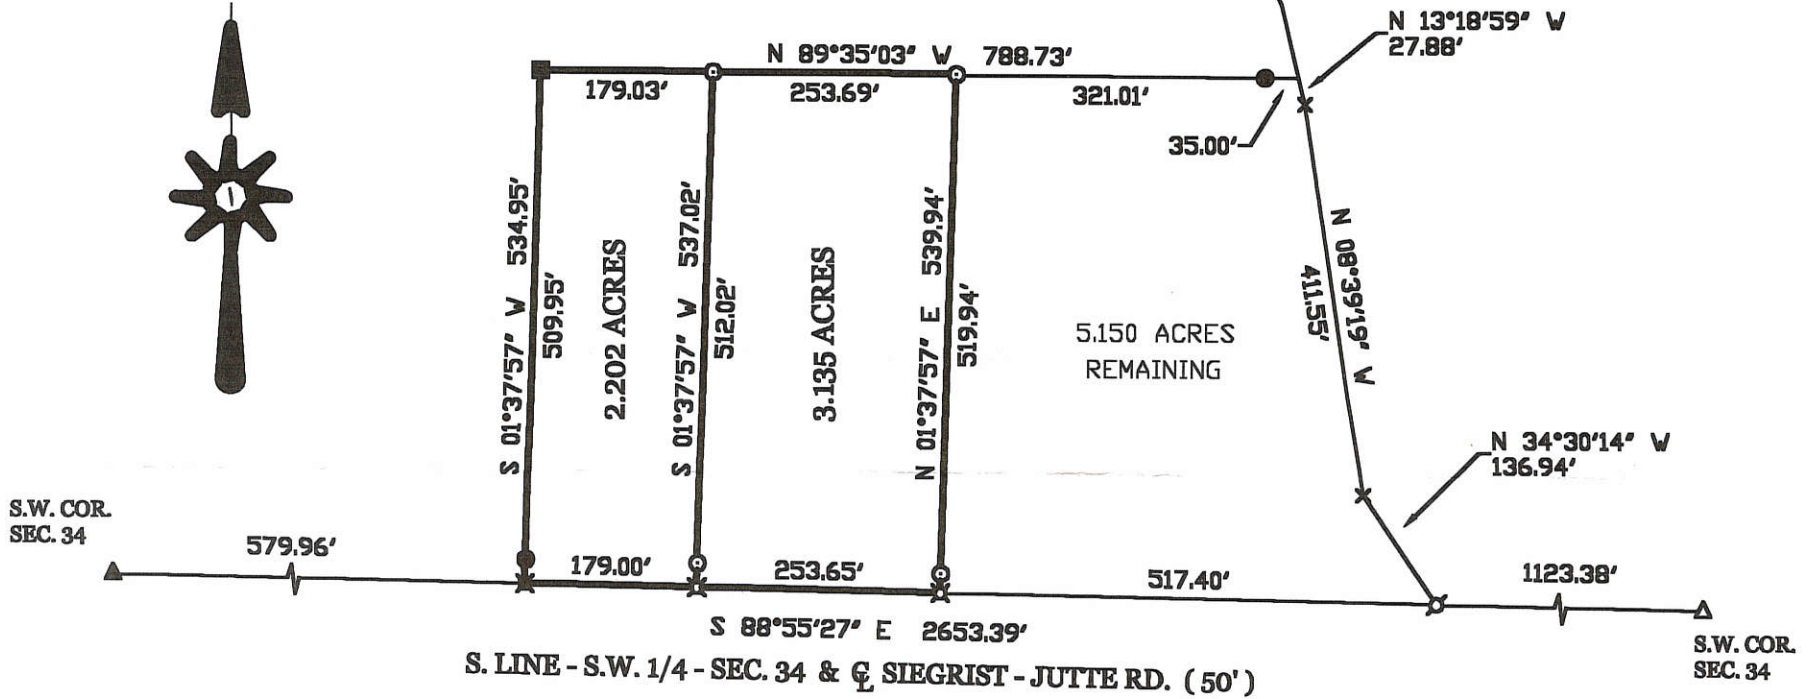 N 13°18'59" W
27.88'
N 89°35'03" W 788.73'
179.03'
253.69'
321.01'
35.00'
S 01°37'57" W 534.95'
509.95'
2.202 ACRES
S 01°37'57" W 537.02'
512.02'
3.135 ACRES
N 01°37'57" E 539.94'
519.94'
5.150 ACRES
REMAINING
N 08°39'19" W
411.55'
N 34°30'14" W
136.94'
S.W. COR.
SEC. 34
579.96'
179.00'
253.65'
517.40'
1123.38'
S 88°55'27" E 2653.39'
S.W. COR.
SEC. 34
S. LINE - S.W. 1/4 - SEC. 34 & ℄ SIEGRIST - JUTTE RD. ( 50' )